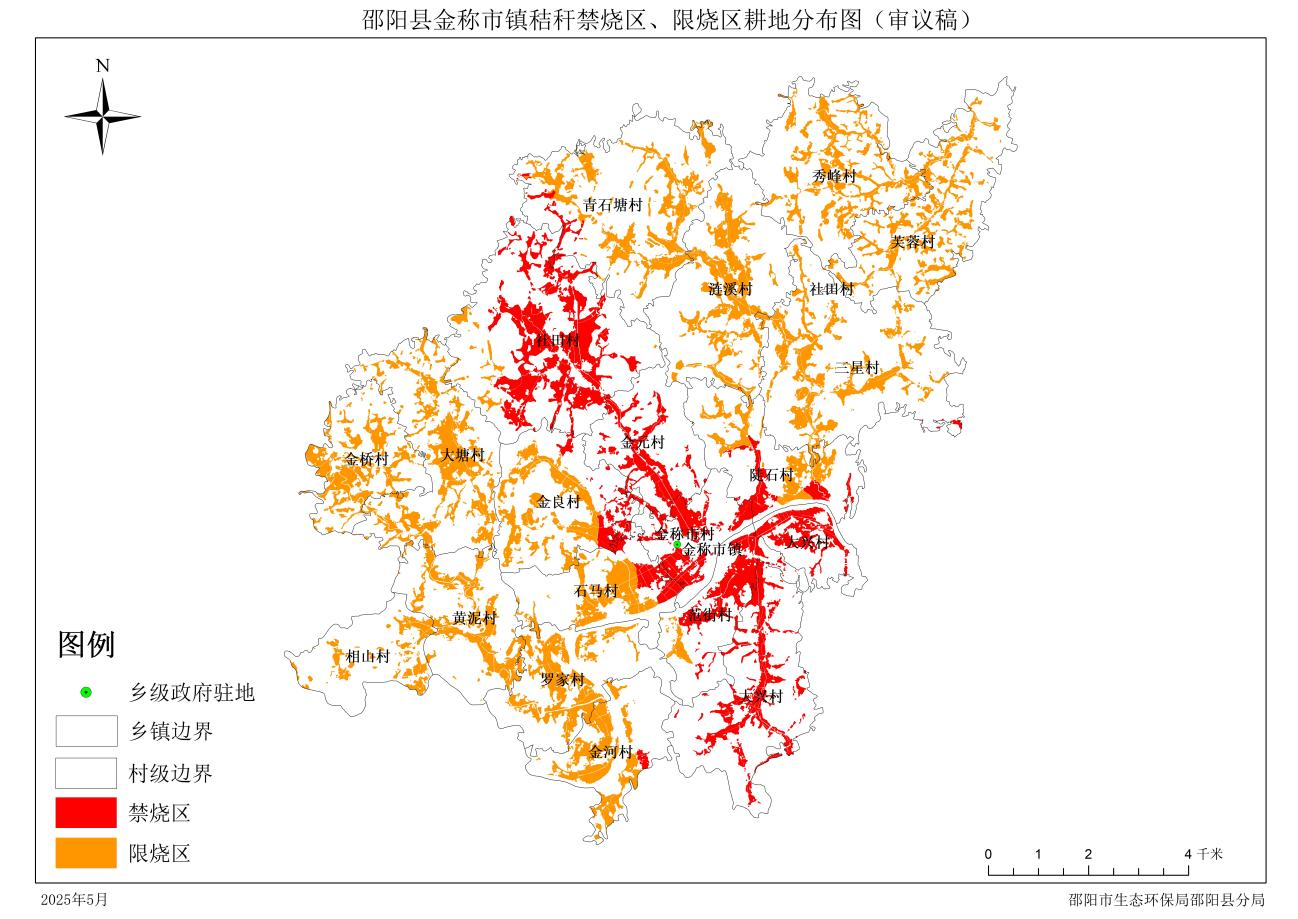 邵阳县金称市镇秸秆禁烧区、限烧区耕地分布图（审议稿）
N
秀峰村
青石塘村
芙蓉村
涟溪村
社田村
社田村
三星村
金元村
金桥村
大塘村
陡石村
金良村
金称市村
大兴村
金称市镇
石马村
芭街村
黄泥村
相山村
罗家村
大兴村
金河村
图例
乡级政府驻地
乡镇边界
村级边界
禁烧区
限烧区
0 1 2 4 千米
2025年5月
邵阳市生态环保局邵阳县分局